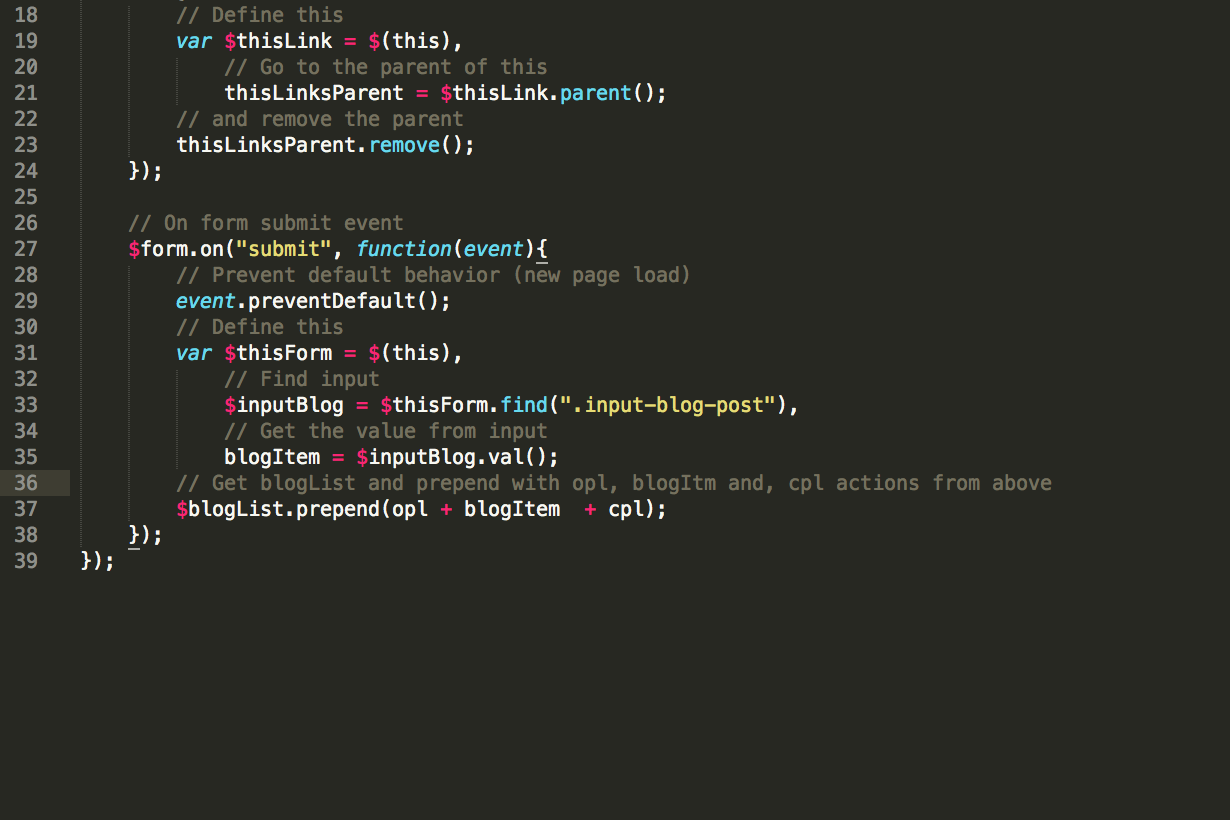 18 // Define this
19 var $thisLink = $(this),
20 // Go to the parent of this
21 thisLinksParent = $thisLink.parent();
22 // and remove the parent
23 thisLinksParent.remove();
24 });
25
26 // On form submit event
27 $form.on("submit", function(event){
28 // Prevent default behavior (new page load)
29 event.preventDefault();
30 // Define this
31 var $thisForm = $(this),
32 // Find input
33 $inputBlog = $thisForm.find(".input-blog-post"),
34 // Get the value from input
35 blogItem = $inputBlog.val();
36 // Get blogList and prepend with opl, blogItm and, cpl actions from above
37 $blogList.prepend(opl + blogItem  + cpl);
38 });
39 });